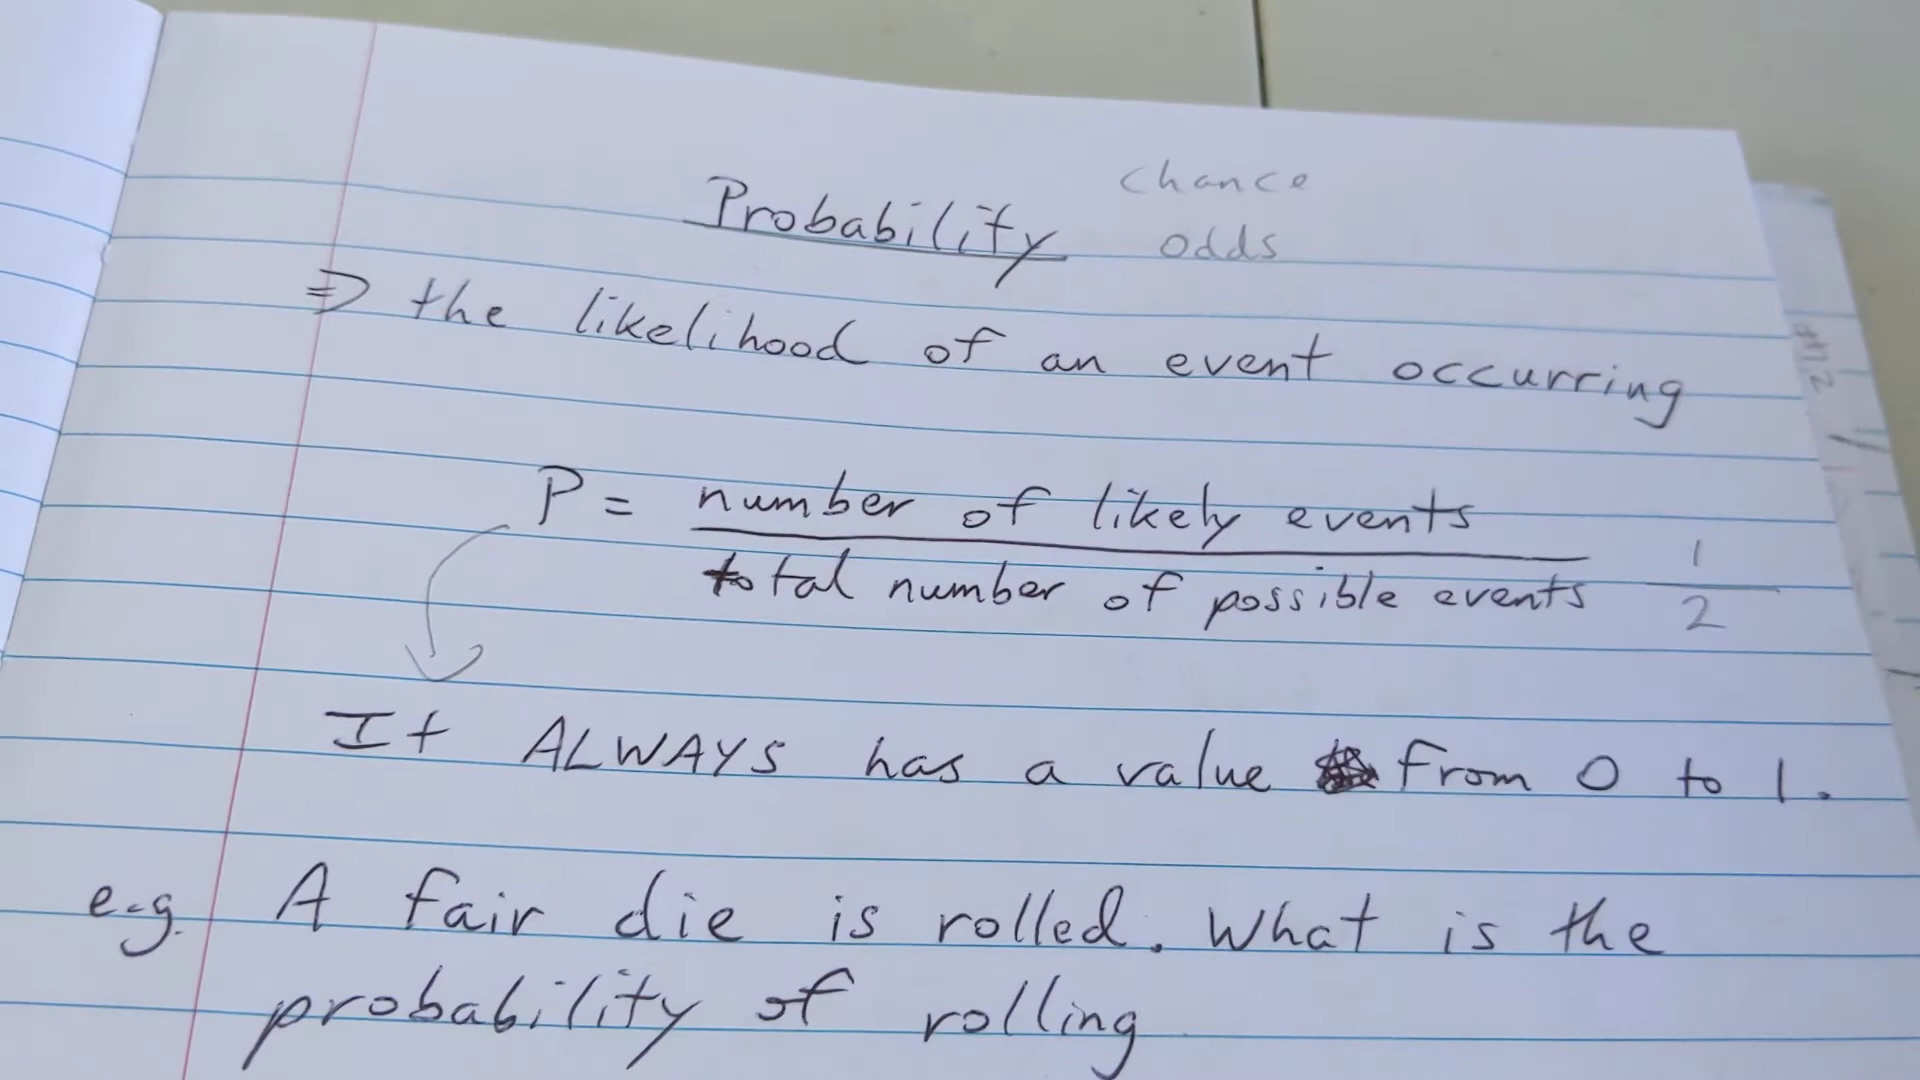 chance
Probability odds
⇒ the likelihood of an event occurring
P = number of likely events
total number of possible events
1
2
It ALWAYS has a value from 0 to 1.
e.g. A fair die is rolled. What is the
probability of rolling